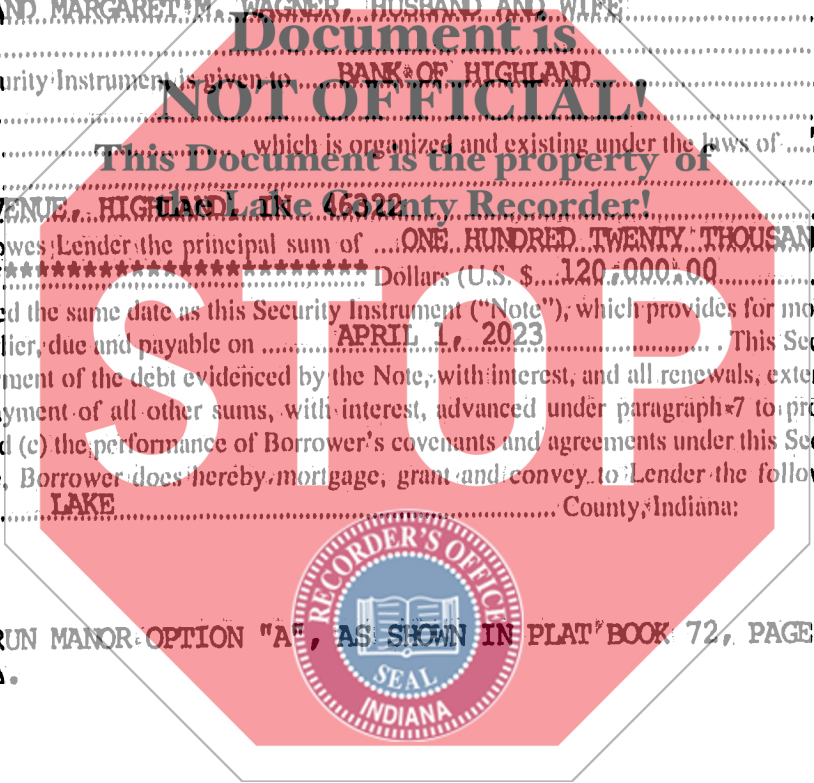 AND MARGARET M. WAGNER, HUSBAND AND WIFE
Document is
urity Instrument is given to BANK OF HIGHLAND
NOT OFFICIAL!
which is organized and existing under the laws of
This Document is the property of
the Lake County Recorder!
ENUE, HIGHLAND, IN 46322
owes Lender the principal sum of ONE HUNDRED TWENTY THOUSAN
*********************** Dollars (U.S. $ 120,000.00
ed the same date as this Security Instrument ("Note"), which provides for mo
lier, due and payable on APRIL 1, 2023 . This Sec
ment of the debt evidenced by the Note, with interest, and all renewals, exte
yment of all other sums, with interest, advanced under paragraph 7 to pro
d (c) the performance of Borrower's covenants and agreements under this Sec
, Borrower does hereby mortgage, grant and convey to Lender the follo
LAKE County, Indiana:
STOP
RECORDER'S OFFICE
SEAL
INDIANA
RUN MANOR OPTION "A", AS SHOWN IN PLAT BOOK 72, PAGE